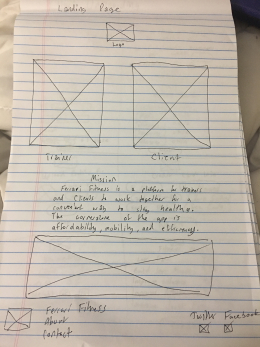 Landing Page
Logo
Trainer
Client
Mission
Ferrari Fitness is a platform for trainers
and clients to work together for a
convenient way to stay healthy.
The cornerstone of the app is
affordability, mobility, and efficiency.
Ferrari Fitness
About
Contact
Twitter Facebook